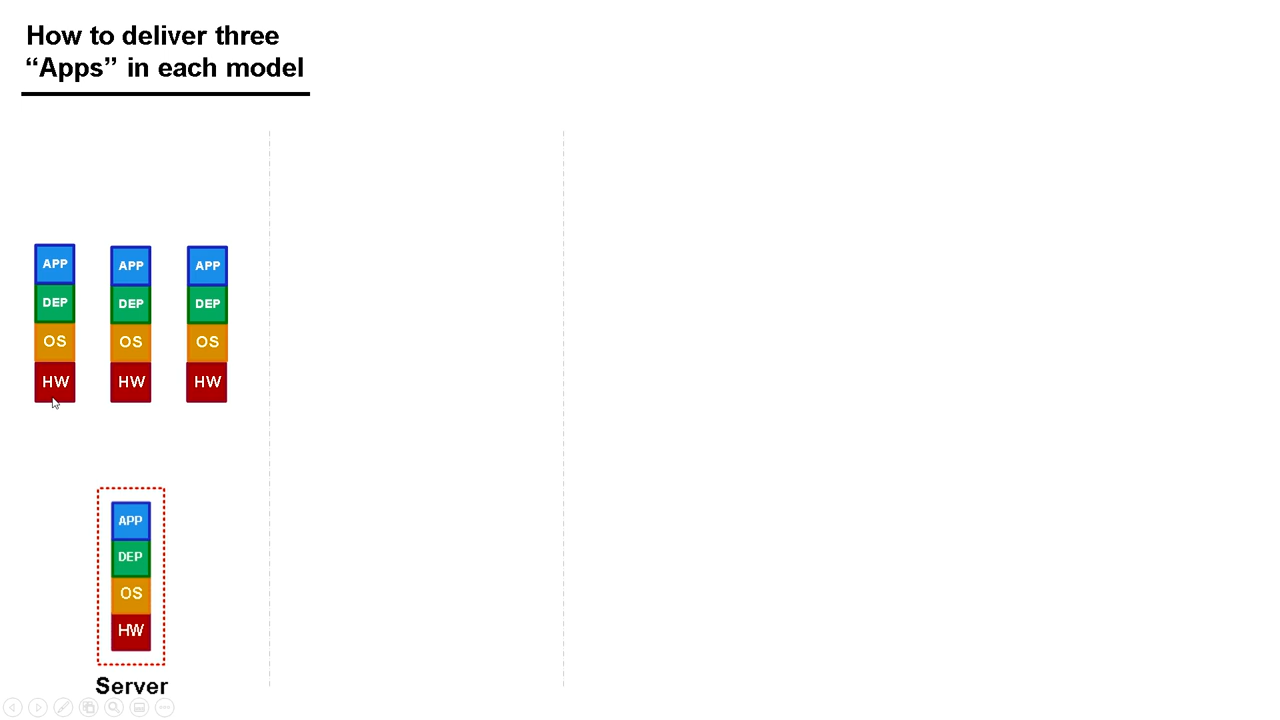 How to deliver three
“Apps” in each model
APP APP APP
DEP DEP DEP
OS OS OS
HW HW HW
APP
DEP
OS
HW
Server